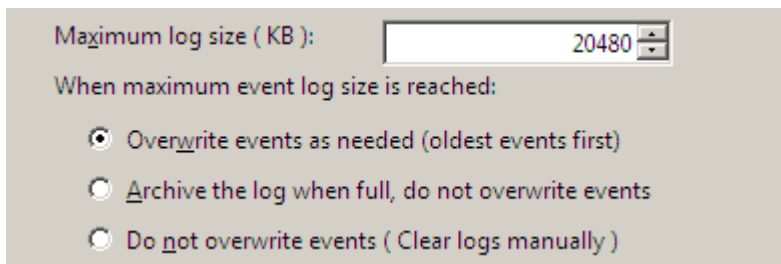 Maximum log size ( KB ): 20480
When maximum event log size is reached:
Overwrite events as needed (oldest events first)
Archive the log when full, do not overwrite events
Do not overwrite events ( Clear logs manually )